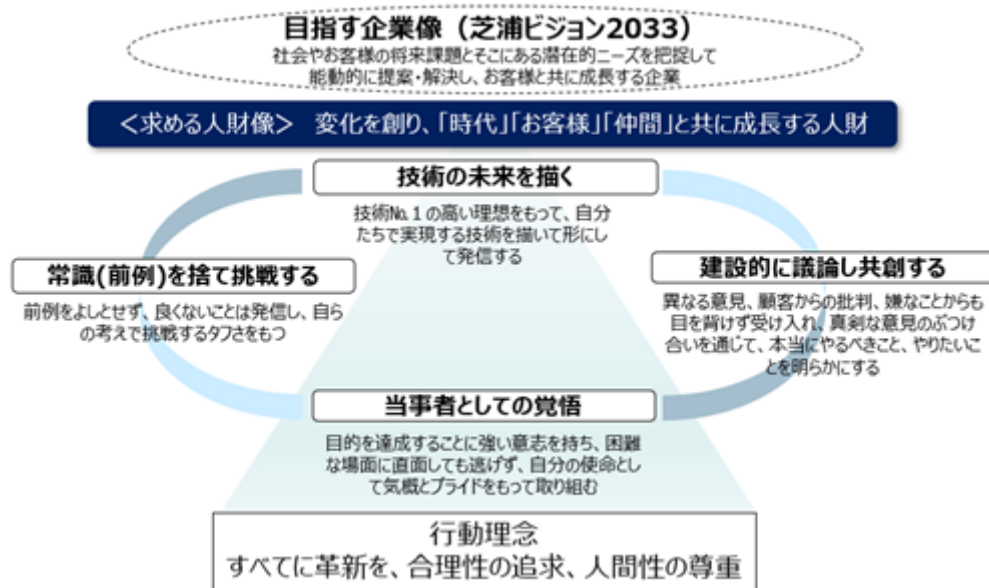 目指す企業像（芝浦ビジョン2033）
社会やお客様の将来課題とそこにある潜在的ニーズを把捉して
能動的に提案・解決し、お客様と共に成長する企業
＜求める人財像＞　変化を創り、「時代」「お客様」「仲間」と共に成長する人財
技術の未来を描く
技術№１の高い理想をもって、自分
たちで実現する技術を描いて形にし
て発信する
常識(前例)を捨て挑戦する
前例をよしとせず、良くないことは発信し、自ら
の考えで挑戦するタフさをもつ
建設的に議論し共創する
異なる意見、顧客からの批判、嫌なことからも
目を背けず受け入れ、真剣な意見のぶつけ
合いを通じて、本当にやるべきこと、やりたいこ
とを明らかにする
当事者としての覚悟
目的を達成することに強い意志を持ち、困難
な場面に直面しても逃げず、自分の使命とし
て気概とプライドをもって取り組む
行動理念
すべてに革新を、合理性の追求、人間性の尊重